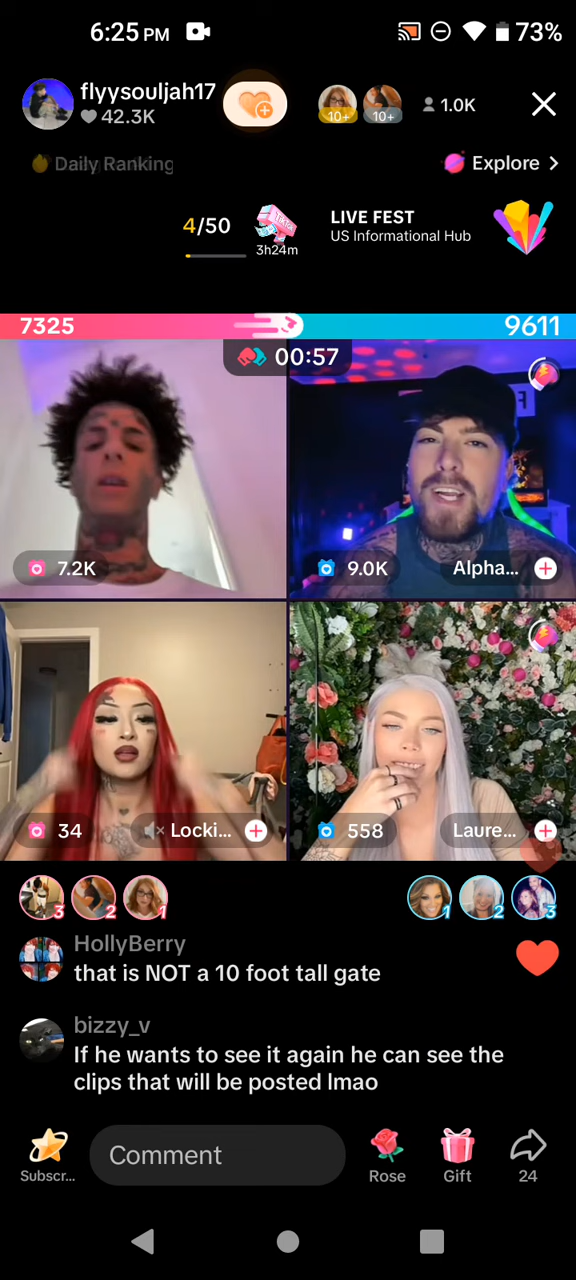 6:25 PM 73%
flyysouljah17
42.3K
10+ 10+ 1.0K
Daily Ranking
Explore >
4/50
3h24m
LIVE FEST
US Informational Hub
7325 9611
00:57
7.2K
9.0K Alpha...
34 Locki...
558 Laure...
3 2 1 1 2 3
HollyBerry
that is NOT a 10 foot tall gate
bizzy_v
If he wants to see it again he can see the
clips that will be posted lmao
Subscr...
Comment
Rose
Gift
24